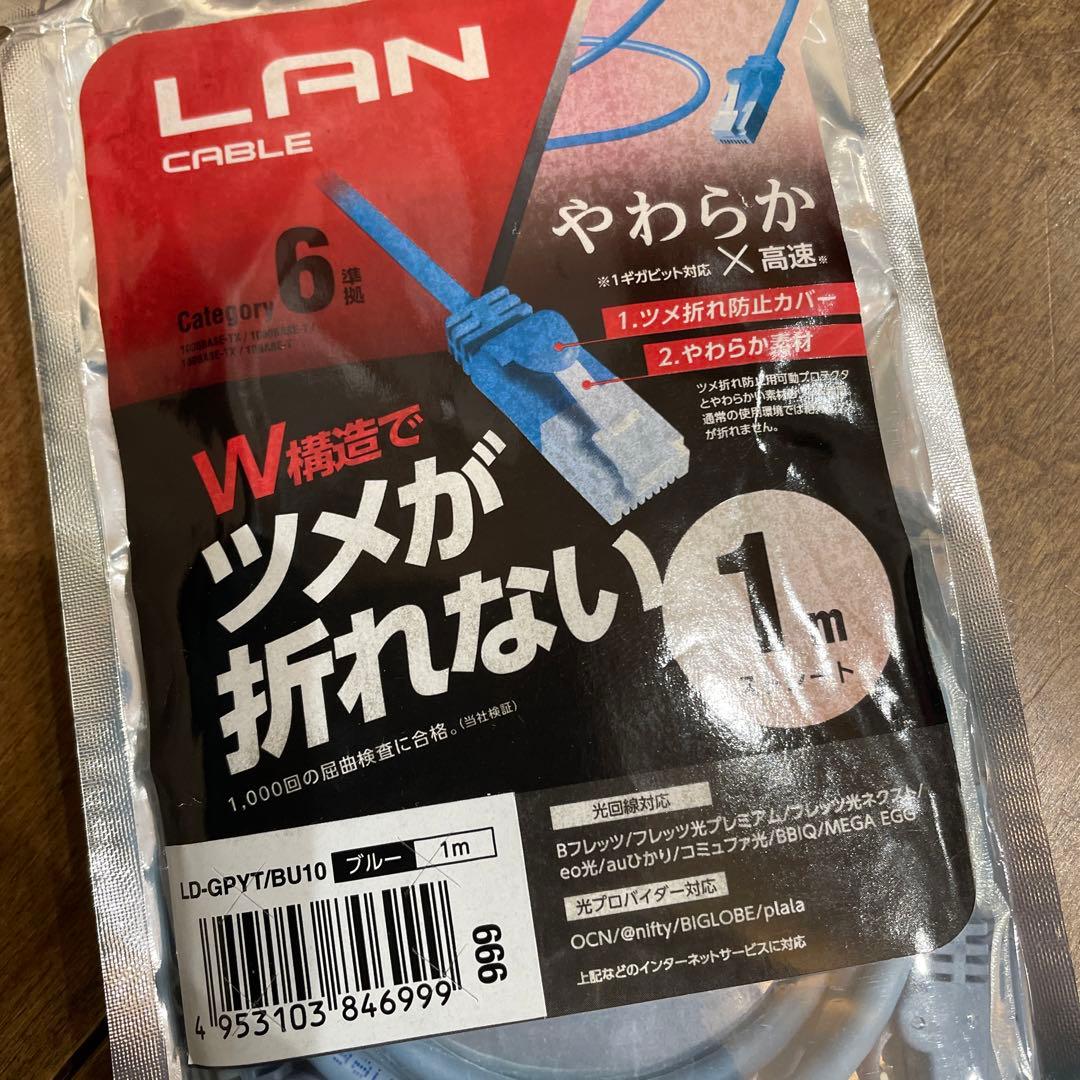 LAN
CABLE
やわらか
※1ギガビット対応 × 高速※
Category 6 準拠
1.ツメ折れ防止カバー
2.やわらか素材
ツメ折れ防止用可動プロテクタ
とやわらかい素材
通常の使用環境では
が折れません。
W構造で
ツメが
折れない
1,000回の屈曲検査に合格。(当社検証)
1m
光回線対応
Bフレッツ/フレッツ光プレミアム/フレッツ光ネクスト/
eo光/auひかり/コミュファ光/BBIQ/MEGA EGG
光プロバイダー対応
OCN/@nifty/BIGLOBE/plala
上記などのインターネットサービスに対応
LD-GPYT/BU10 ブルー 1m
999
4 953103 846999